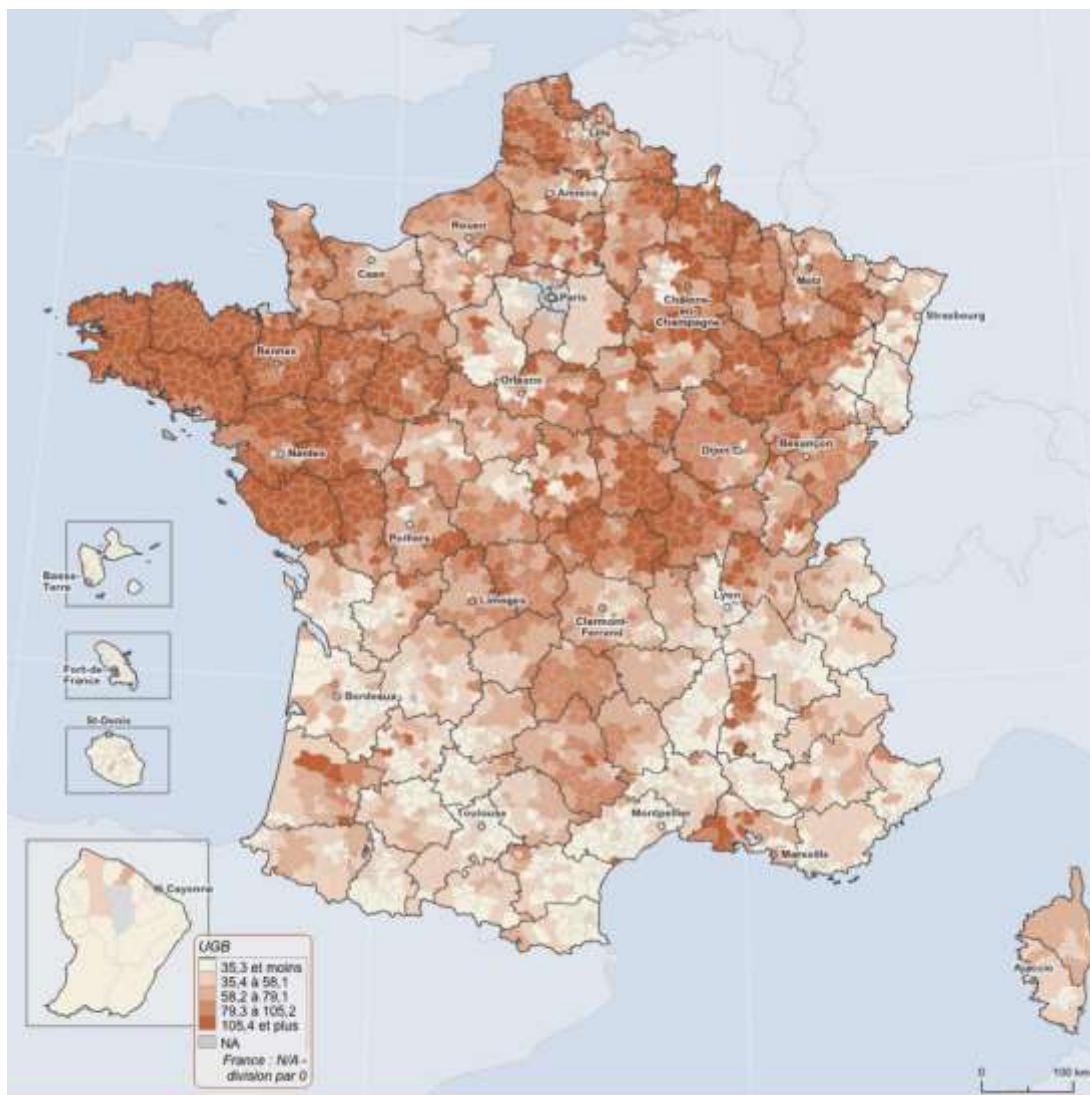 Lille
Amiens
Rouen
Caen
Metz
Paris
Châlons-
en-
Champagne
Strasbourg
Rennes
Orléans
Nantes
Dijon
Besançon
Poitiers
Basse-
Terre
Limoges
Clermont-
Ferrand
Lyon
Fort-de-
France
Bordeaux
St-Denis
Toulouse
Montpellier
Marseille
Cayenne
Ajaccio
UGB
35,3 et moins
35,4 à 58,1
58,2 à 79,1
79,3 à 105,2
105,4 et plus
NA
France : N/A -
division par 0
0 100 km